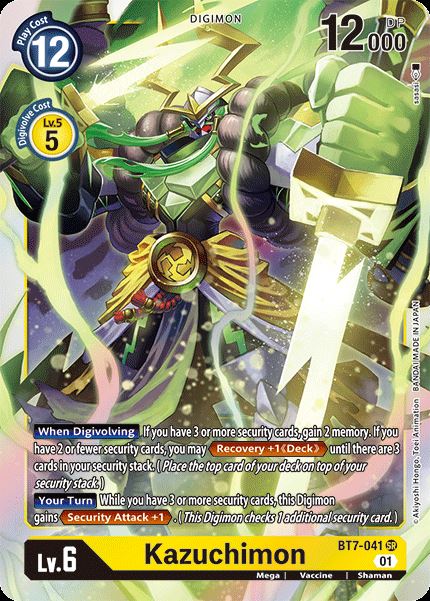 DIGIMON
Play Cost
12
12000
DP
Digivolve Cost
Lv.5
5
sasasi
When Digivolving If you have 3 or more security cards, gain 2 memory. If you
have 2 or fewer security cards, you may Recovery +1《Deck》 until there are 3
cards in your security stack. (Place the top card of your deck on top of your
security stack.)
Your Turn While you have 3 or more security cards, this Digimon
gains Security Attack +1. (This Digimon checks 1 additional security card.)
© Akiyoshi Hongo, Toei Animation BANDAI MADE IN JAPAN
Lv.6
Kazuchimon
BT7-041 SR
01
Mega | Vaccine | Shaman